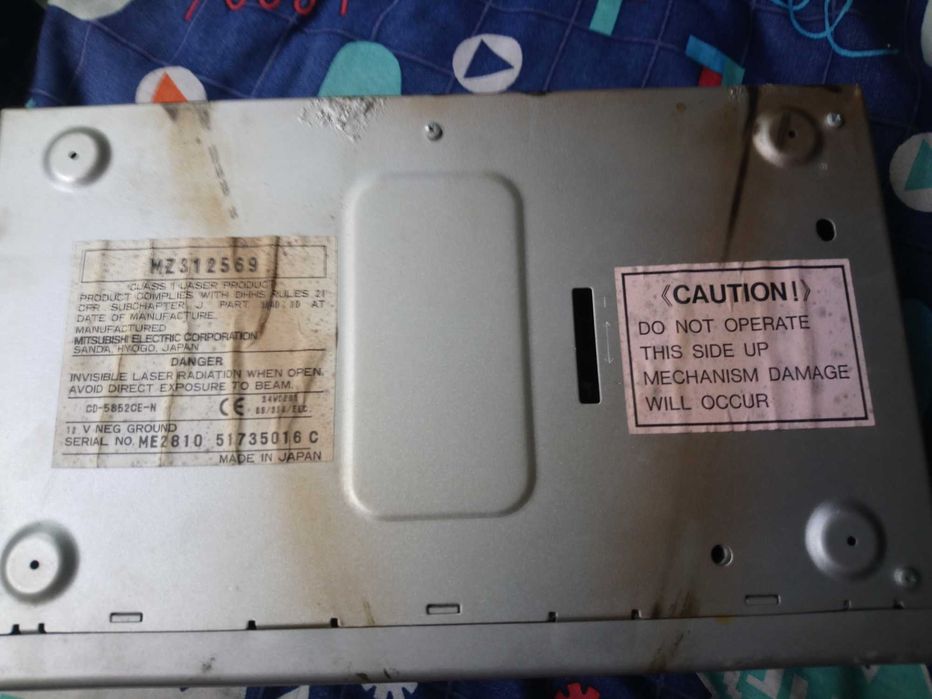 MZ312569
CLASS 1 LASER PRODUCT
PRODUCT COMPLIES WITH DHHS RULES 21
CFR SUBCHAPTER J PART AT
DATE OF MANUFACTURE.
MANUFACTURED
MITSUBISHI ELECTRIC CORPORATION
SANDA, HYOGO, JAPAN
DANGER
INVISIBLE LASER RADIATION WHEN OPEN.
AVOID DIRECT EXPOSURE TO BEAM.
CD-5852CE-N CE
12 V NEG GROUND
SERIAL NO. ME2810 51735016 C
MADE IN JAPAN
《CAUTION!》
DO NOT OPERATE
THIS SIDE UP
MECHANISM DAMAGE
WILL OCCUR